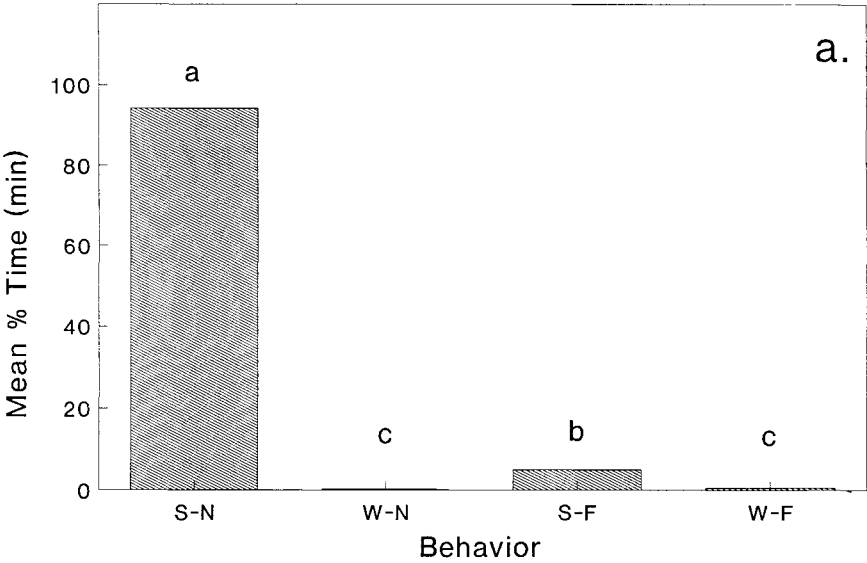 a.
100
80
60
40
20
0
Mean % Time (min)
a
c
b
c
S-N W-N S-F W-F
Behavior